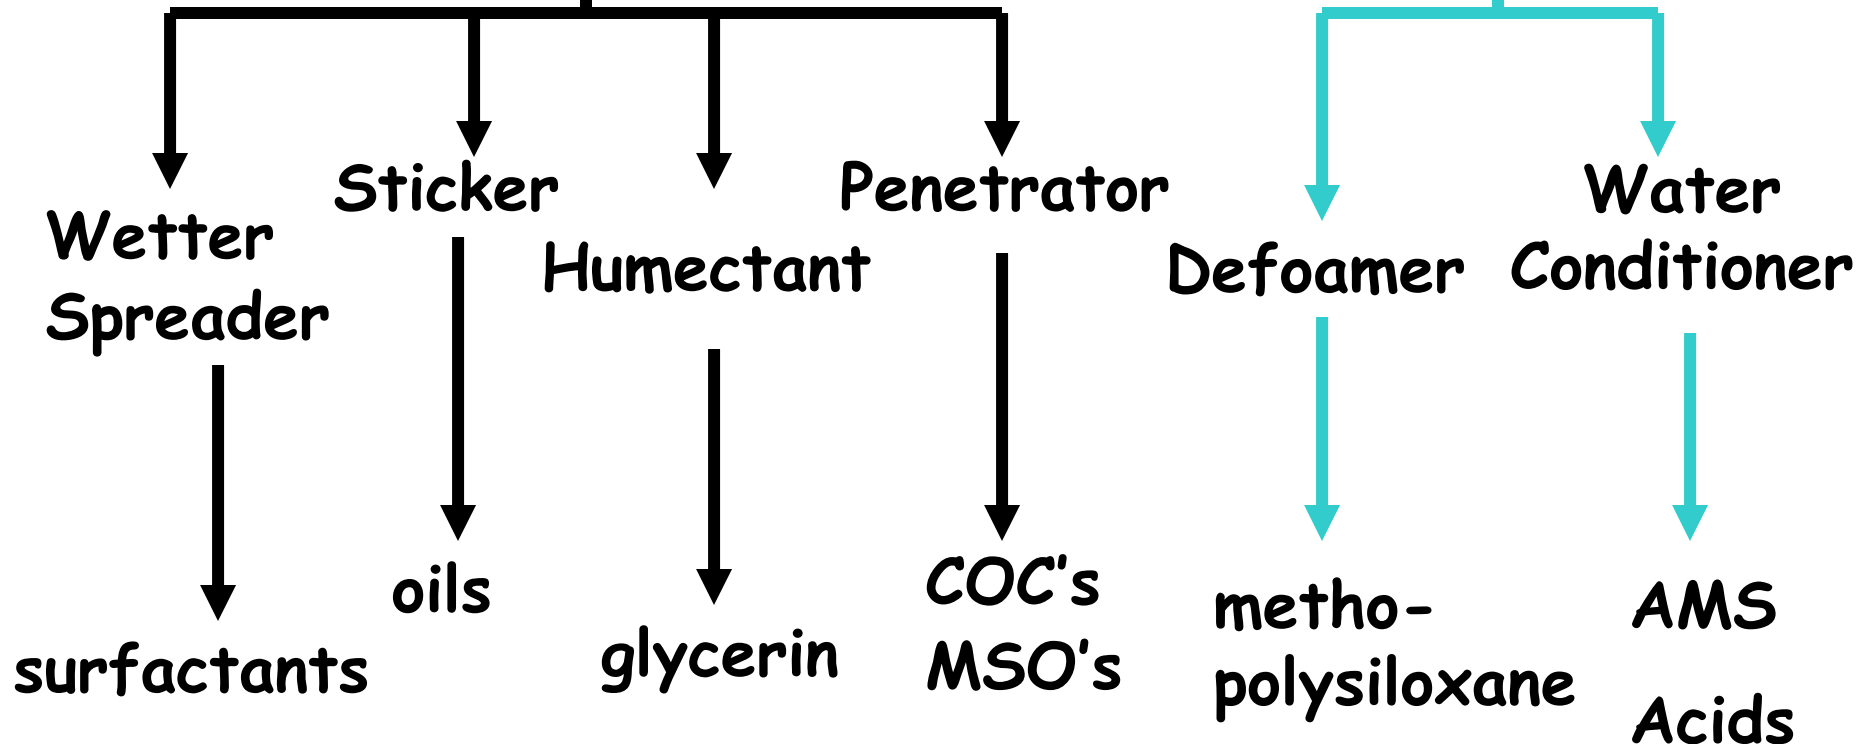 Wetter
Spreader
Sticker
Humectant
Penetrator
Defoamer
Water
Conditioner
surfactants
oils
glycerin
COC's
MSO's
metho-
polysiloxane
AMS
Acids